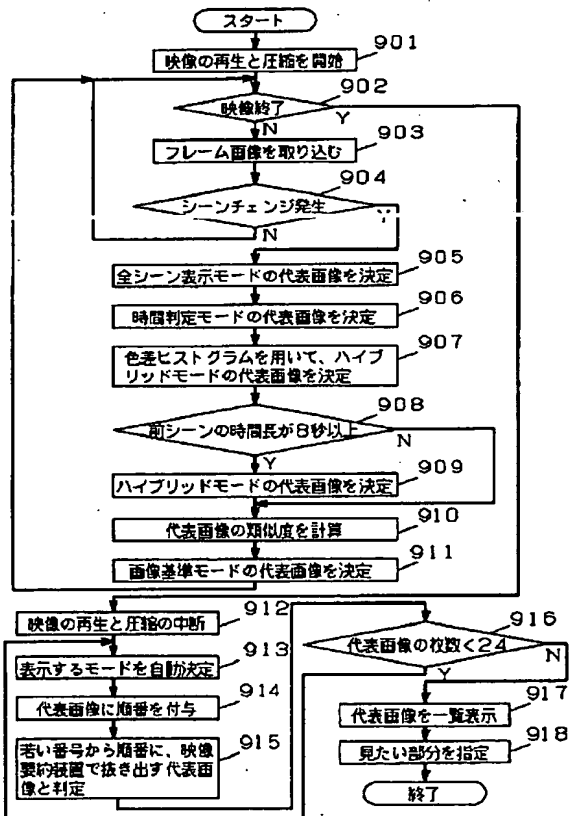 スタート
901
映像の再生と圧縮を開始
902
映像終了
Y
N
903
フレーム画像を取り込む
904
シーンチェンジ発生
Y
N
905
全シーン表示モードの代表画像を決定
906
時間判定モードの代表画像を決定
907
色差ヒストグラムを用いて、ハイブ
リッドモードの代表画像を決定
908
前シーンの時間長が8秒以上
N
Y
909
ハイブリッドモードの代表画像を決定
910
代表画像の類似度を計算
911
画像基準モードの代表画像を決定
912
映像の再生と圧縮の中断
913
表示するモードを自動決定
914
代表画像に順番を付与
915
若い番号から順番に、映像
要約装置で抜き出す代表画
像と判定
916
代表画像の枚数<24
N
Y
917
代表画像を一覧表示
918
見たい部分を指定
終了